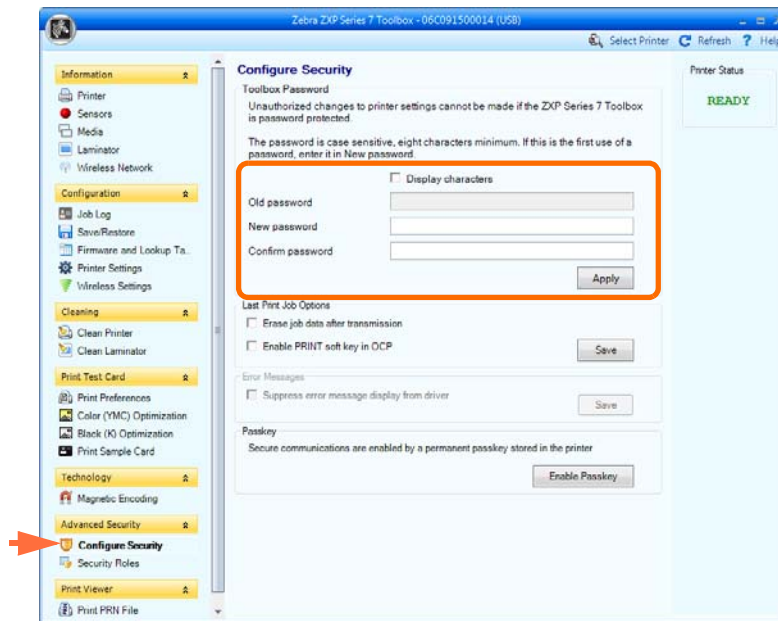 Zebra ZXP Series 7 Toolbox - 06C091500014 (USB)
Select Printer Refresh ? Help
Information
Printer
Sensors
Media
Laminator
Wireless Network
Configuration
Job Log
Save/Restore
Firmware and Lookup Ta..
Printer Settings
Wireless Settings
Cleaning
Clean Printer
Clean Laminator
Print Test Card
Print Preferences
Color (YMC) Optimization
Black (K) Optimization
Print Sample Card
Technology
Magnetic Encoding
Advanced Security
Configure Security
Security Roles
Print Viewer
Print PRN File
Configure Security
Toolbox Password
Unauthorized changes to printer settings cannot be made if the ZXP Series 7 Toolbox
is password protected.
The password is case sensitive, eight characters minimum. If this is the first use of a
password, enter it in New password.
Display characters
Old password
New password
Confirm password
Apply
Last Print Job Options
Erase job data after transmission
Enable PRINT soft key in OCP
Save
Error Messages
Suppress error message display from driver
Save
Passkey
Secure communications are enabled by a permanent passkey stored in the printer
Enable Passkey
Printer Status
READY